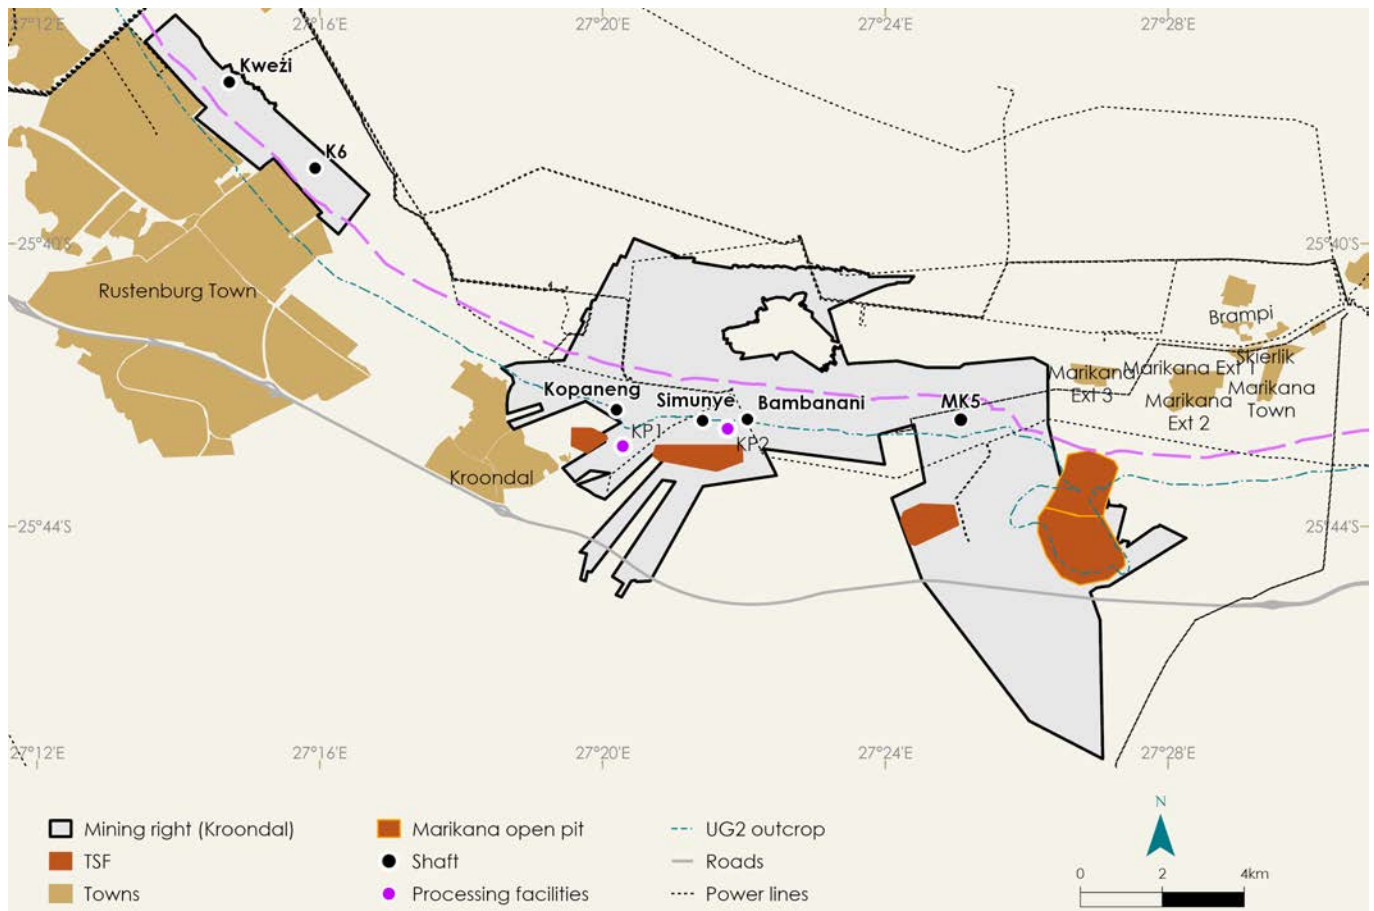 27°12'E
27°16'E
27°20'E
27°24'E
27°28'E
Kwezi
K6
25°40'S
25°40'S
Rustenburg Town
Brampi
Skierlik
Marikana Ext 1
Marikana
Ext 3
Marikana
Ext 2
Marikana
Town
Kopaneng
Simunye
Bambanani
MK5
KP1
KP2
Kroondal
25°44'S
25°44'S
27°12'E
27°16'E
27°20'E
27°24'E
27°28'E
Mining right (Kroondal)
TSF
Towns
Marikana open pit
Shaft
Processing facilities
UG2 outcrop
Roads
Power lines
N
0 2 4km